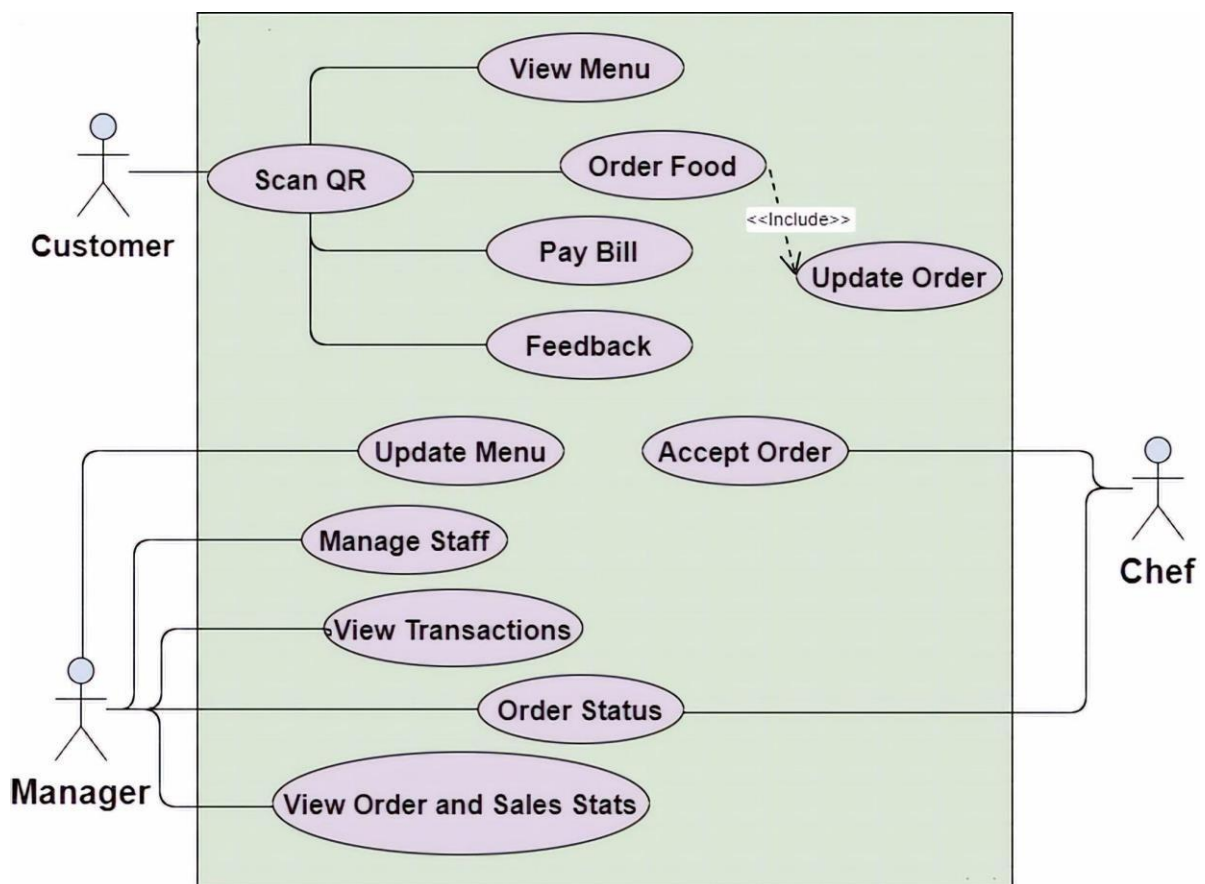 View Menu
Scan QR
Order Food
Customer
<<Include>>
Pay Bill
Update Order
Feedback
Update Menu
Accept Order
Manage Staff
Chef
View Transactions
Order Status
Manager
View Order and Sales Stats